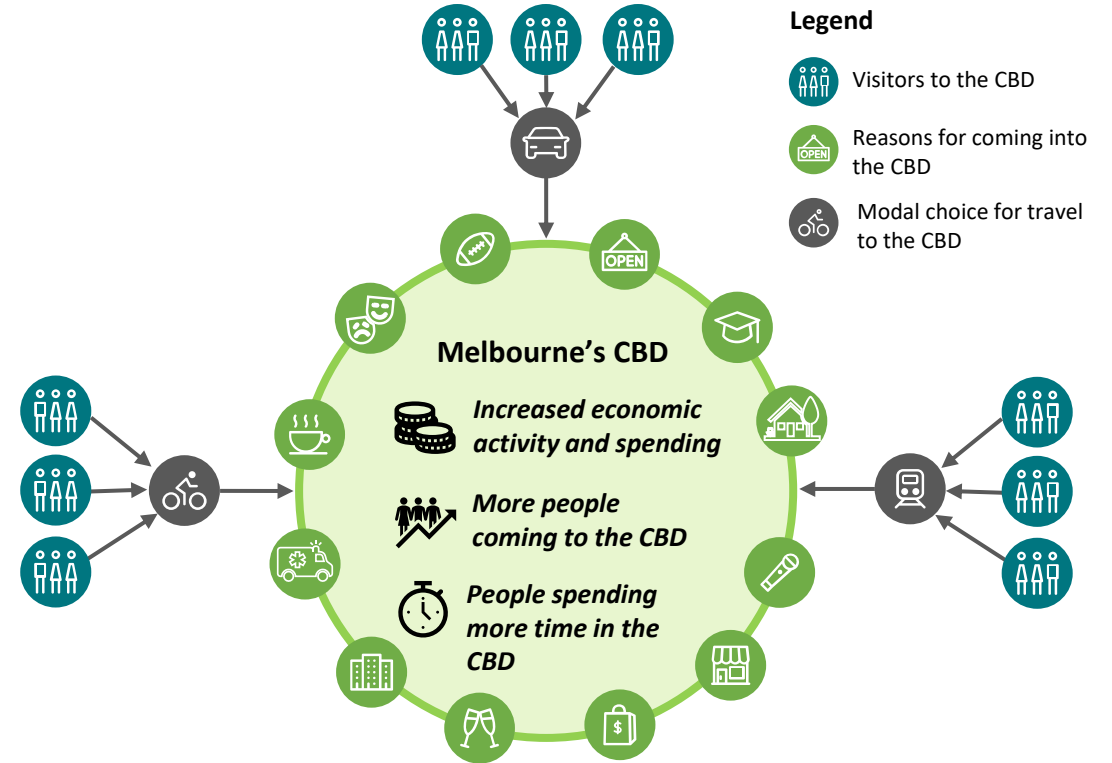 Legend
Visitors to the CBD
OPEN
Reasons for coming into
the CBD
Modal choice for travel
to the CBD
OPEN
Melbourne’s CBD
Increased economic
activity and spending
More people
coming to the CBD
People spending
more time in the
CBD
$